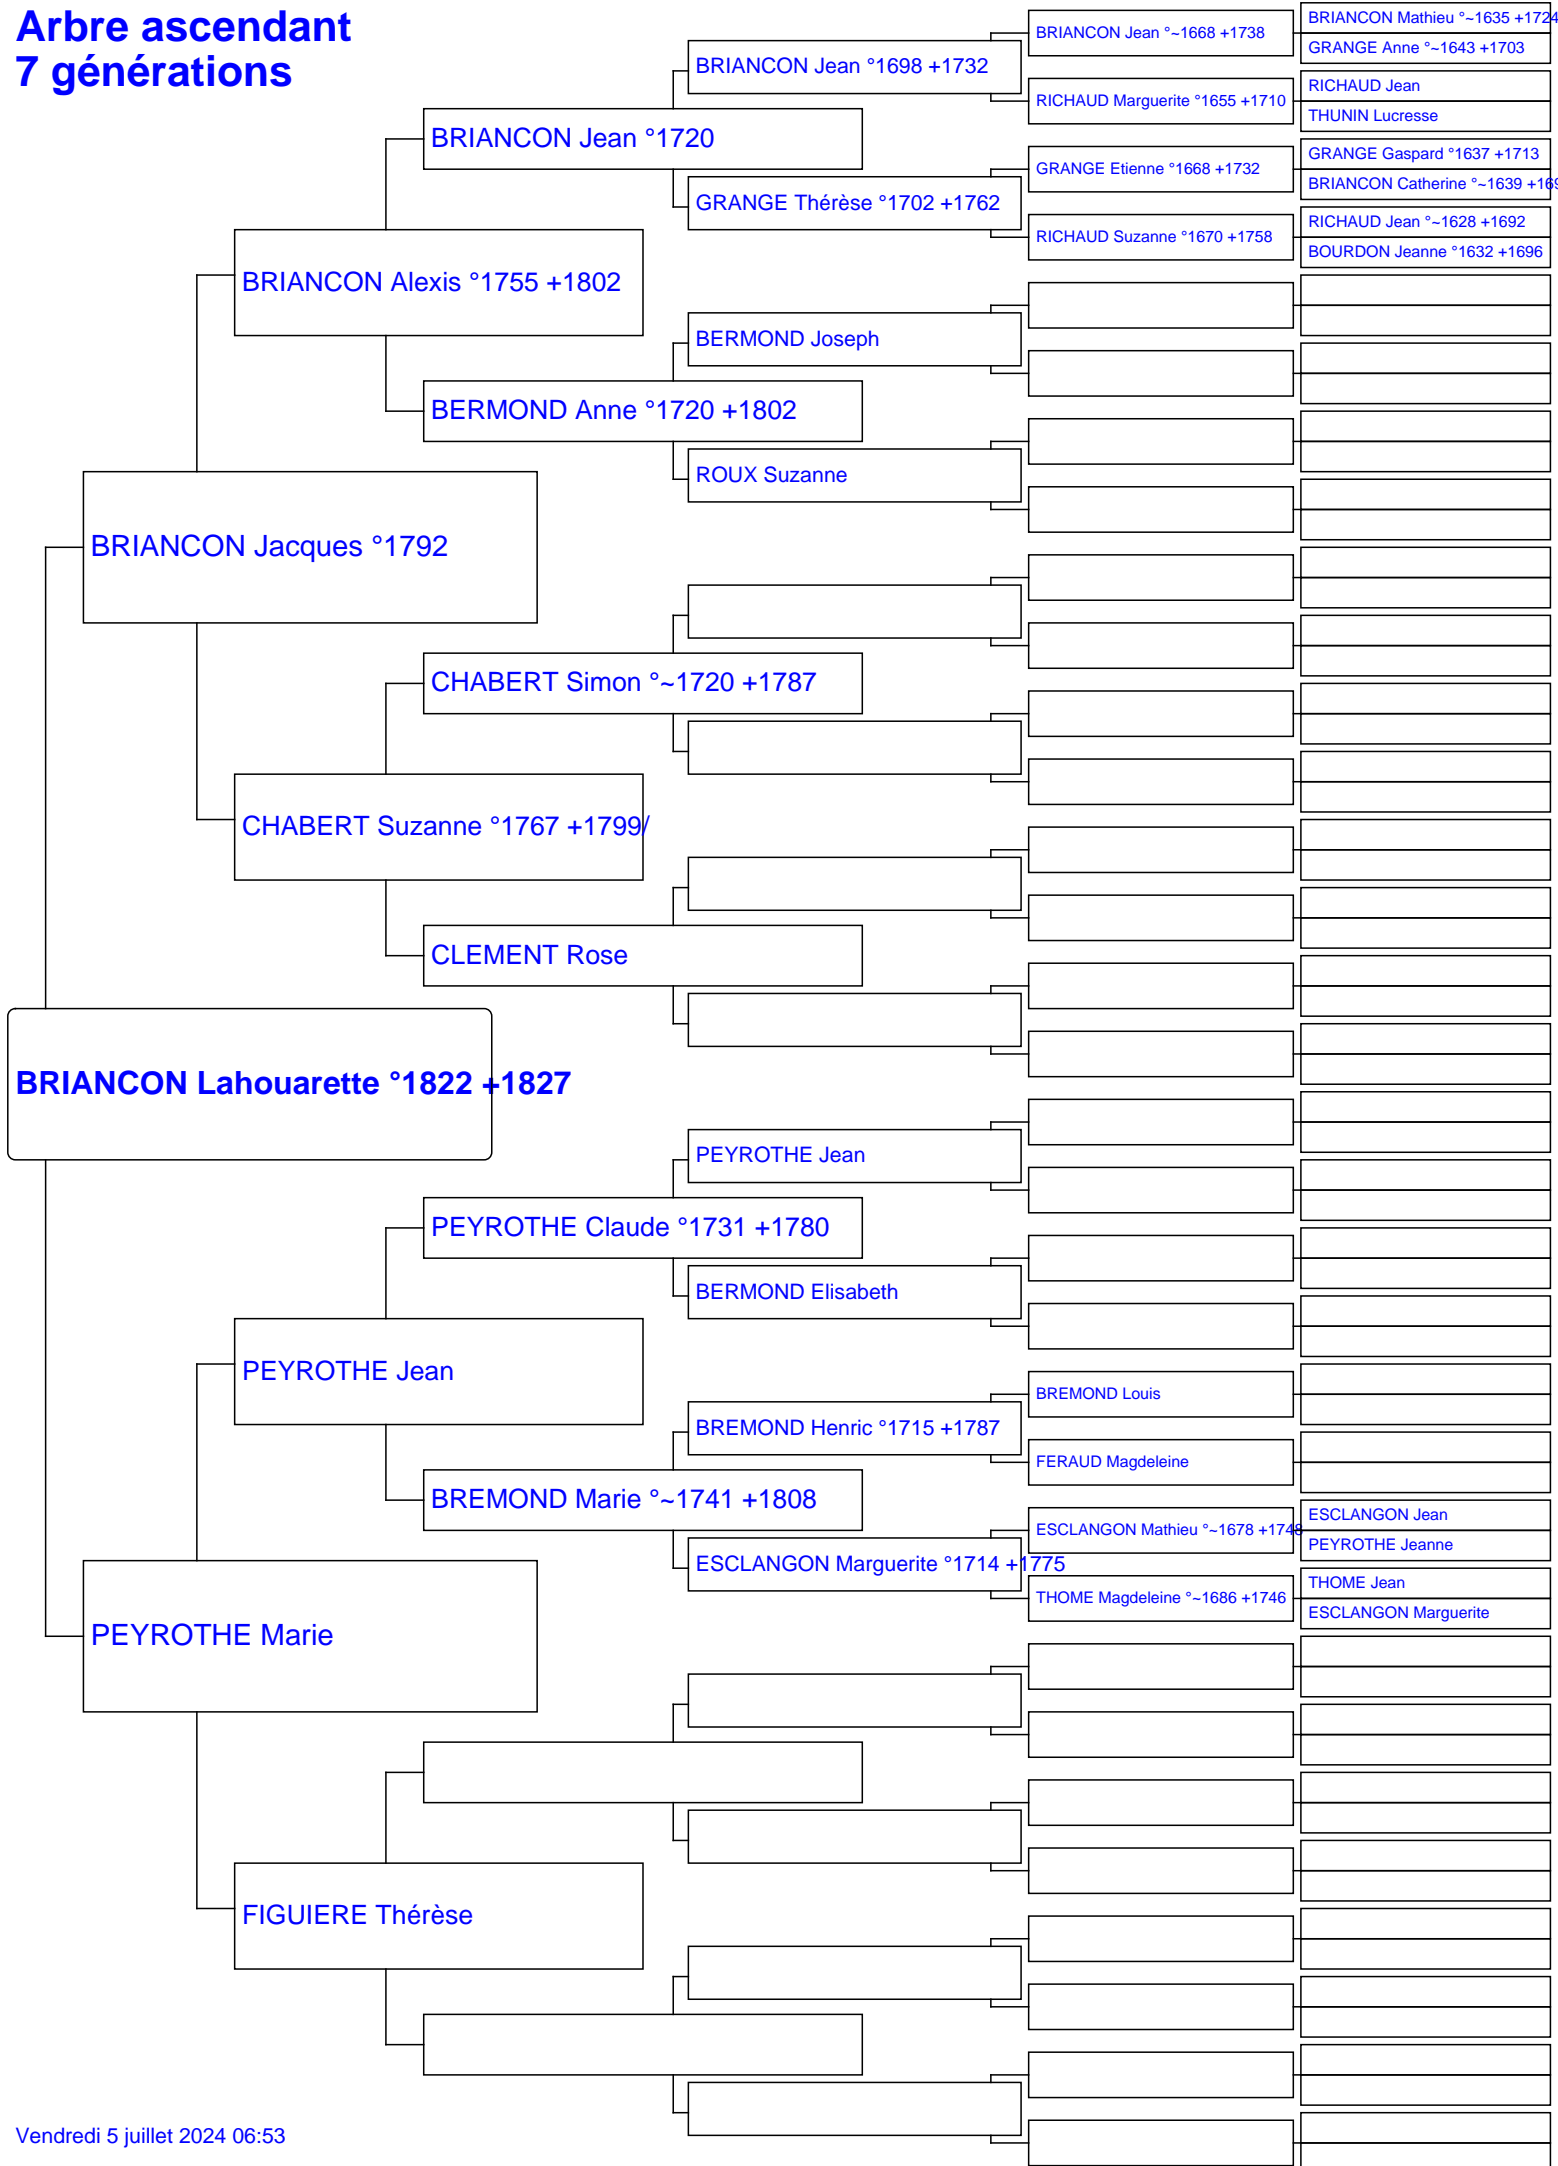 Arbre ascendant
7 générations
BRIANCON Lahouarette °1822 +1827
BRIANCON Jacques °1792
PEYROTHE Marie
BRIANCON Alexis °1755 +1802
CHABERT Suzanne °1767 +1799/
PEYROTHE Jean
FIGUIERE Thérèse
BRIANCON Jean °1720
BERMOND Anne °1720 +1802
CHABERT Simon °~1720 +1787
CLEMENT Rose
PEYROTHE Claude °1731 +1780
BREMOND Marie °~1741 +1808
BRIANCON Jean °1698 +1732
GRANGE Thérèse °1702 +1762
BERMOND Joseph
ROUX Suzanne
PEYROTHE Jean
BERMOND Elisabeth
BREMOND Henric °1715 +1787
ESCLANGON Marguerite °1714 +1775
BRIANCON Jean °~1668 +1738
RICHAUD Marguerite °1655 +1710
GRANGE Etienne °1668 +1732
RICHAUD Suzanne °1670 +1758
BREMOND Louis
FERAUD Magdeleine
ESCLANGON Mathieu °~1678 +1748
THOME Magdeleine °~1686 +1746
BRIANCON Mathieu °~1635 +1724
GRANGE Anne °~1643 +1703
RICHAUD Jean
THUNIN Lucresse
GRANGE Gaspard °1637 +1713
BRIANCON Catherine °~1639
RICHAUD Jean °~1628 +1692
BOURDON Jeanne °1632 +1696
ESCLANGON Jean
PEYROTHE Jeanne
THOME Jean
ESCLANGON Marguerite
Vendredi 5 juillet 2024 06:53